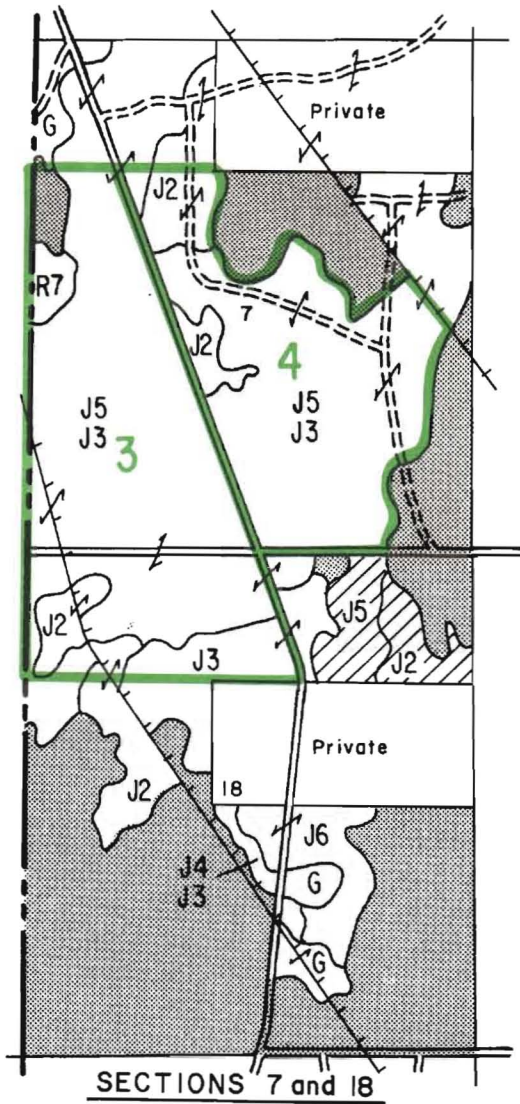 Private
G
J2
R7
7
J2
4
J5
J3
J5
J3
3
J2
J3
J5
J2
Private
J2
18
J6
J4
J3
G
G
SECTIONS 7 and 18